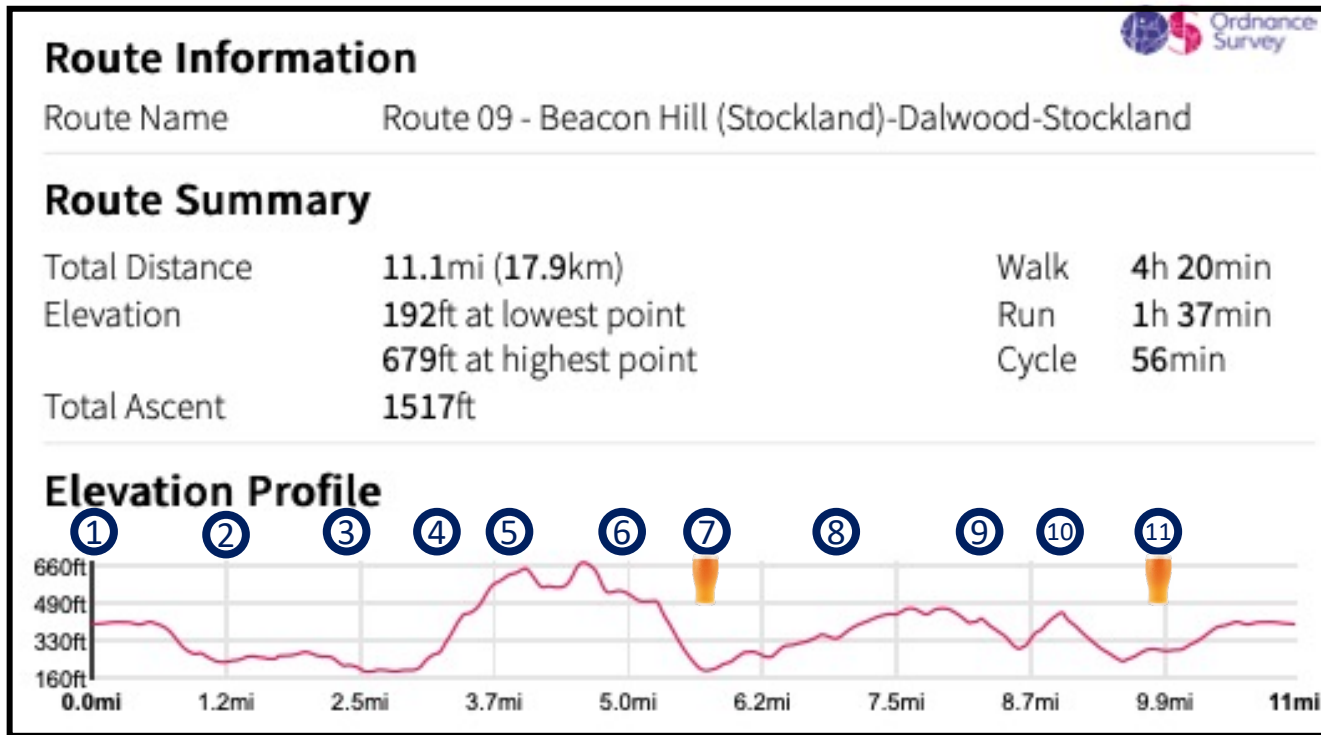 Ordnance
Survey
Route Information
Route Name Route 09 - Beacon Hill (Stockland)-Dalwood-Stockland
Route Summary
Total Distance 11.1mi (17.9km) Walk 4h 20min
Elevation 192ft at lowest point Run 1h 37min
679ft at highest point Cycle 56min
Total Ascent 1517ft
Elevation Profile
1 2 3 4 5 6 7 8 9 10 11
660ft
490ft
330ft
160ft
0.0mi 1.2mi 2.5mi 3.7mi 5.0mi 6.2mi 7.5mi 8.7mi 9.9mi 11mi